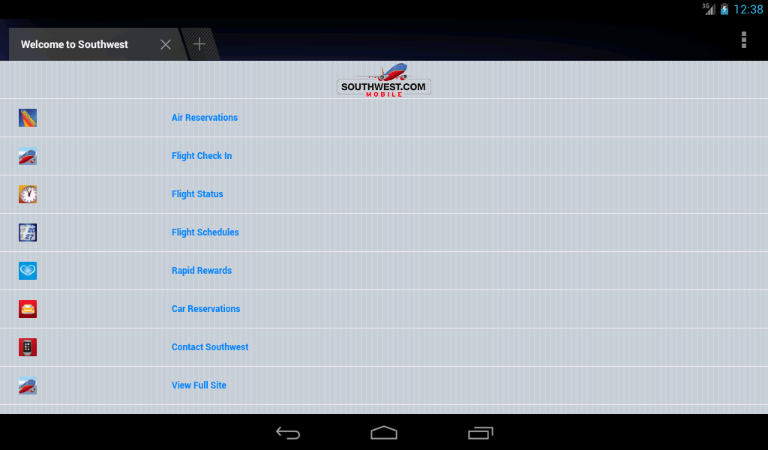 3G
12:38
Welcome to Southwest
SOUTHWEST.COM
MOBILE
Air Reservations
Flight Check In
Flight Status
Flight Schedules
Rapid Rewards
Car Reservations
Contact Southwest
View Full Site